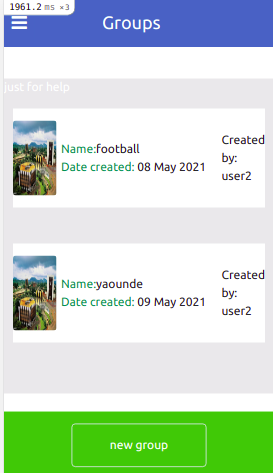 1961.2 ms ×3
Groups
just for help
Name:football
Date created: 08 May 2021
Created
by:
user2
Name:yaounde
Date created: 09 May 2021
Created
by:
user2
new group